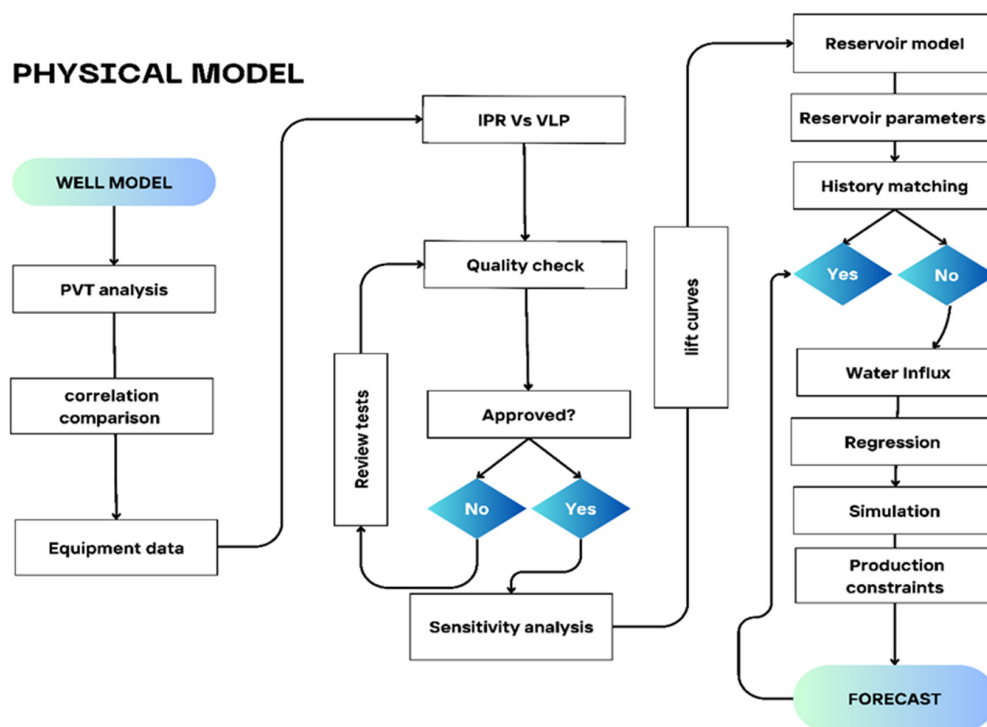 PHYSICAL MODEL
WELL MODEL
PVT analysis
correlation
comparison
Equipment data
IPR Vs VLP
Quality check
Review tests
Approved?
No
Yes
Sensitivity analysis
lift curves
Reservoir model
Reservoir parameters
History matching
Yes
No
Water Influx
Regression
Simulation
Production
constraints
FORECAST